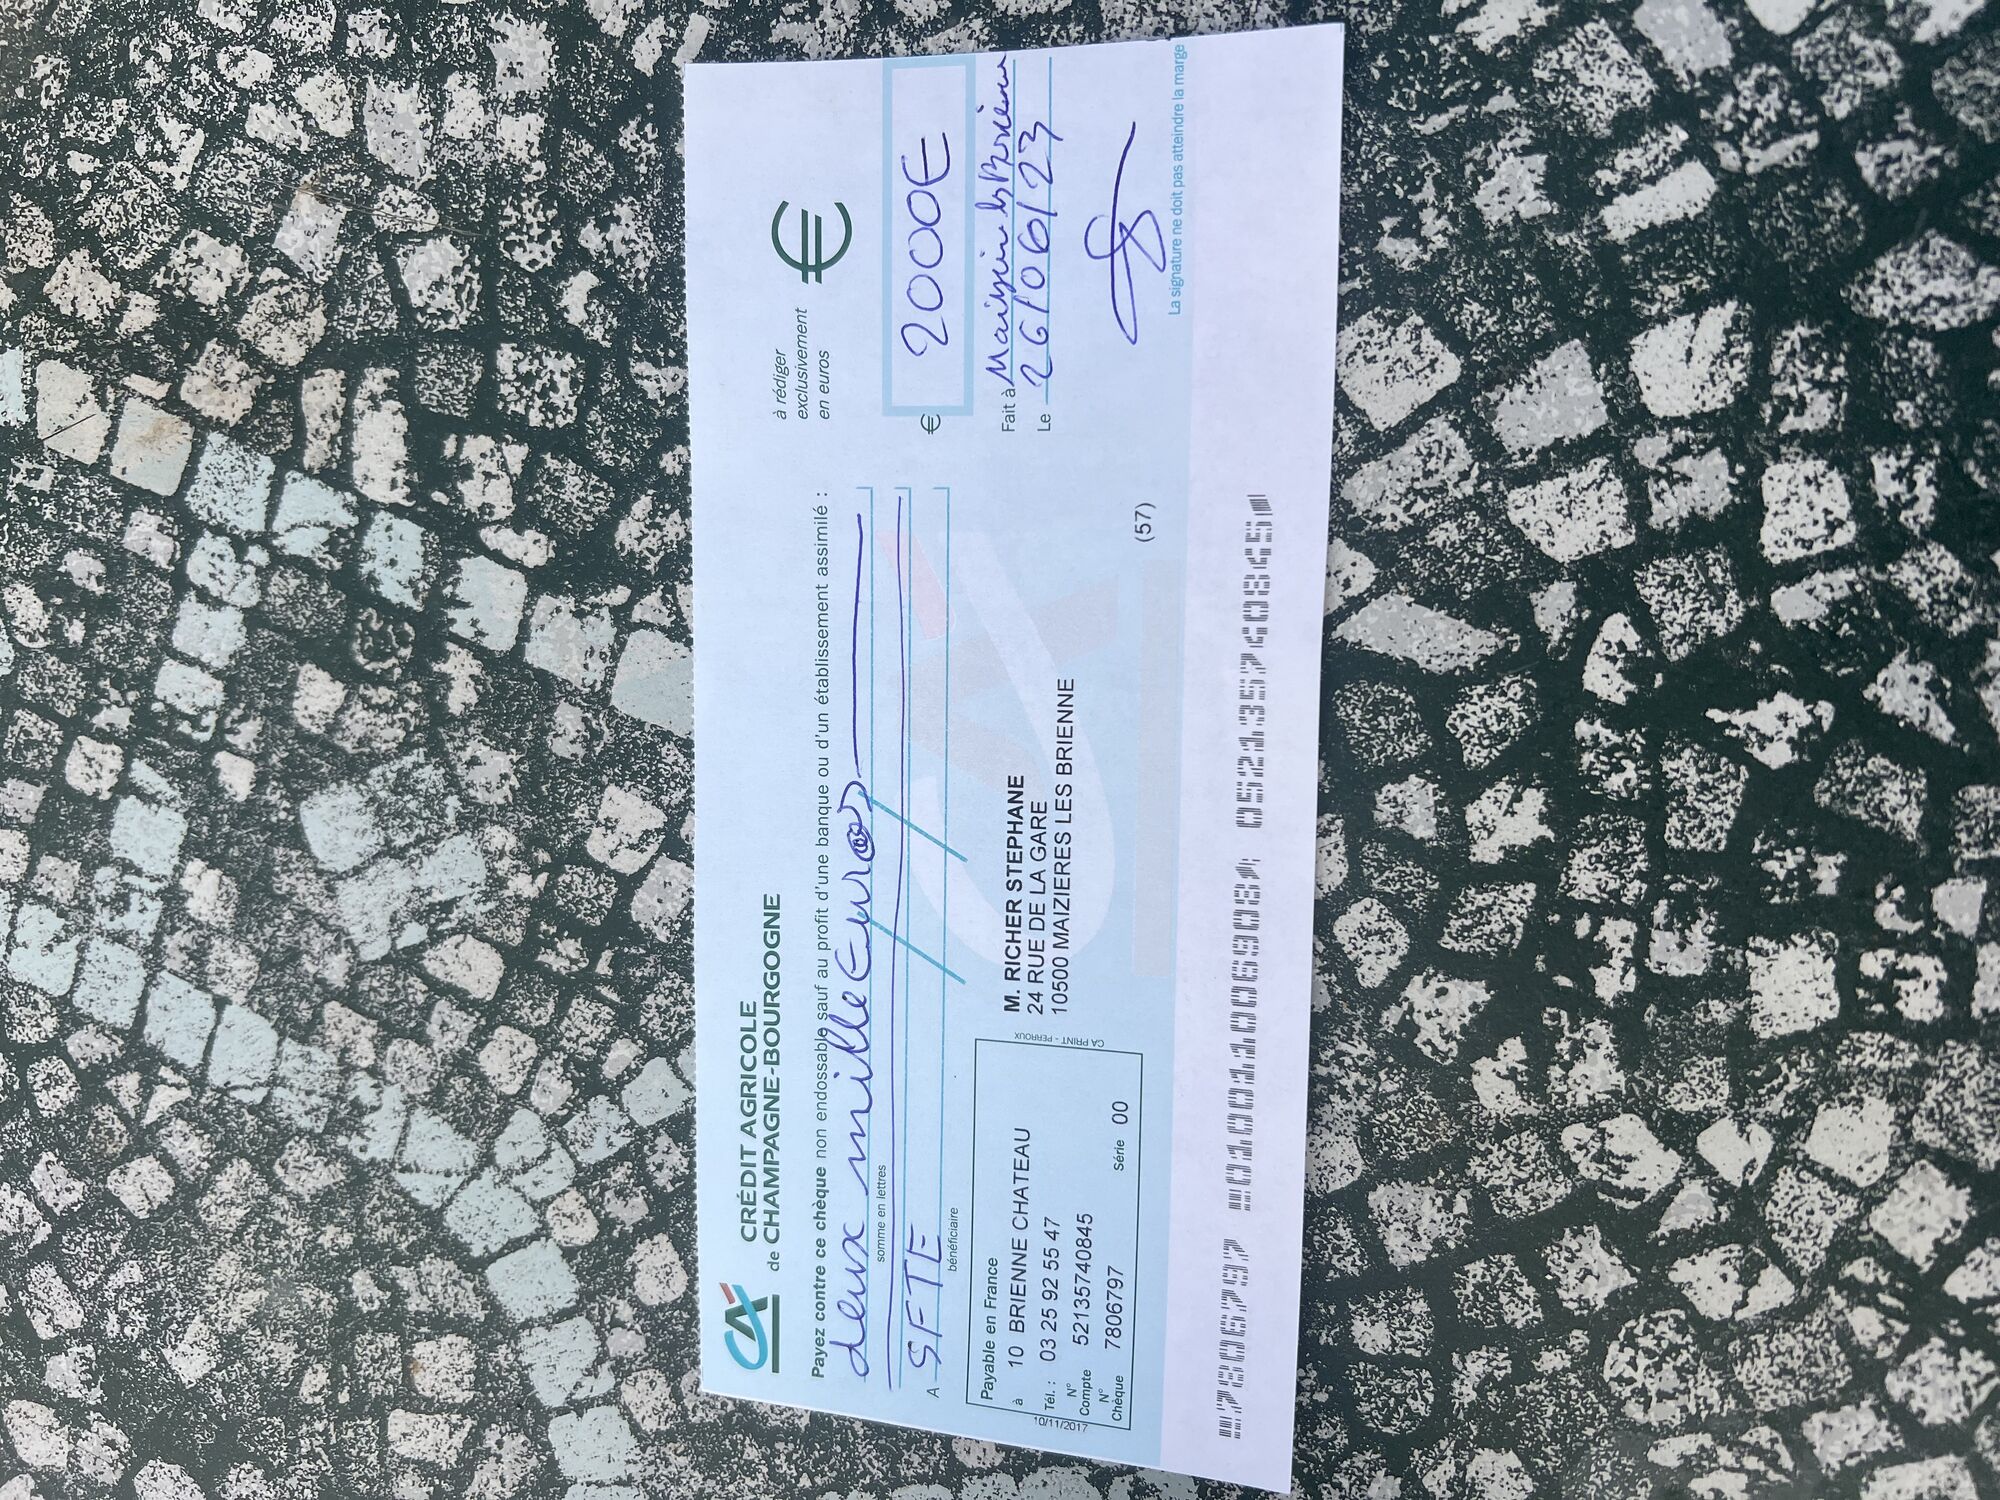 CA
CRÉDIT AGRICOLE
de CHAMPAGNE-BOURGOGNE
à rédiger
exclusivement
en euros
€
Payez contre ce chèque non endossable sauf au profit d'une banque ou d'un établissement assimilé :
deux mille Euros
somme en lettres
€ 2000E
A SFTE
bénéficiaire
Payable en France
à 10 BRIENNE CHATEAU
Tél. : 03 25 92 55 47
N° Compte 52135740845
N° Chèque 7806797 Série 00
10/11/2017
CA PRINT - PERROUX
M. RICHER STEPHANE
24 RUE DE LA GARE
10500 MAIZIERES LES BRIENNE
(57)
Fait à
Le 26/06/23
La signature ne doit pas atteindre la marge